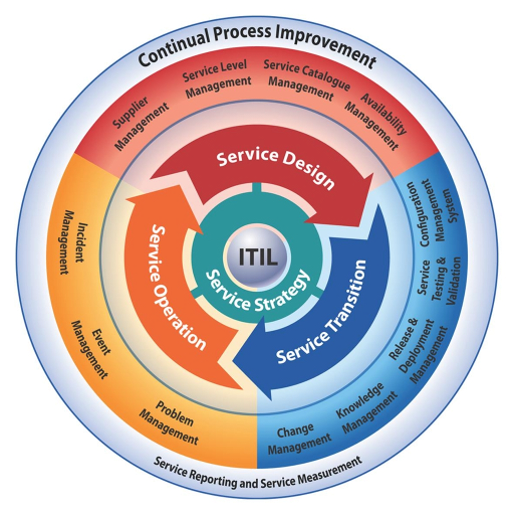 Continual Process Improvement
Supplier
Management
Service Level
Management
Service Catalogue
Management
Availability
Management
Service Design
Configuration
Management
System
Service
Testing &
Validation
Release &
Deployment
Management
Knowledge
Management
Change
Management
Service Transition
Incident
Management
Event
Management
Problem
Management
Service Operation
ITIL
Service Strategy
Service Reporting and Service Measurement